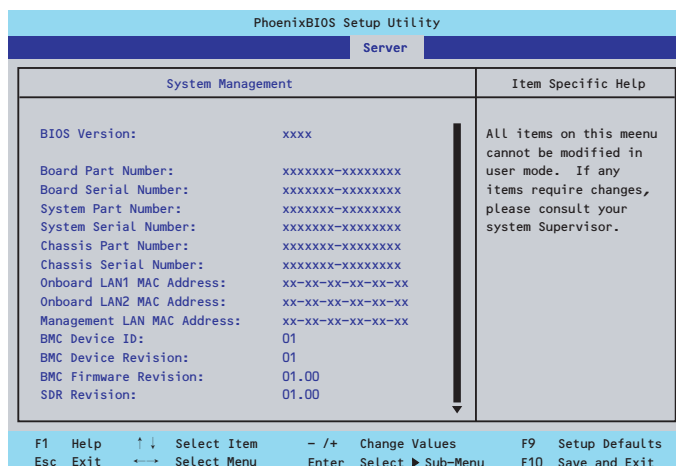 PhoenixBIOS Setup Utility
Server
System Management
Item Specific Help
BIOS Version: xxxx
Board Part Number: xxxxxxx-xxxxxxxx
Board Serial Number: xxxxxxx-xxxxxxxx
System Part Number: xxxxxxx-xxxxxxxx
System Serial Number: xxxxxxx-xxxxxxxx
Chassis Part Number: xxxxxxx-xxxxxxxx
Chassis Serial Number: xxxxxxx-xxxxxxxx
Onboard LAN1 MAC Address: xx-xx-xx-xx-xx-xx
Onboard LAN2 MAC Address: xx-xx-xx-xx-xx-xx
Management LAN MAC Address: xx-xx-xx-xx-xx-xx
BMC Device ID: 01
BMC Device Revision: 01
BMC Firmware Revision: 01.00
SDR Revision: 01.00
All items on this meenu
cannot be modified in
user mode. If any
items require changes,
please consult your
system Supervisor.
F1 Help ↑↓ Select Item - /+ Change Values F9 Setup Defaults
Esc Exit ←→ Select Menu Enter Select ▶ Sub-Menu F10 Save and Exit